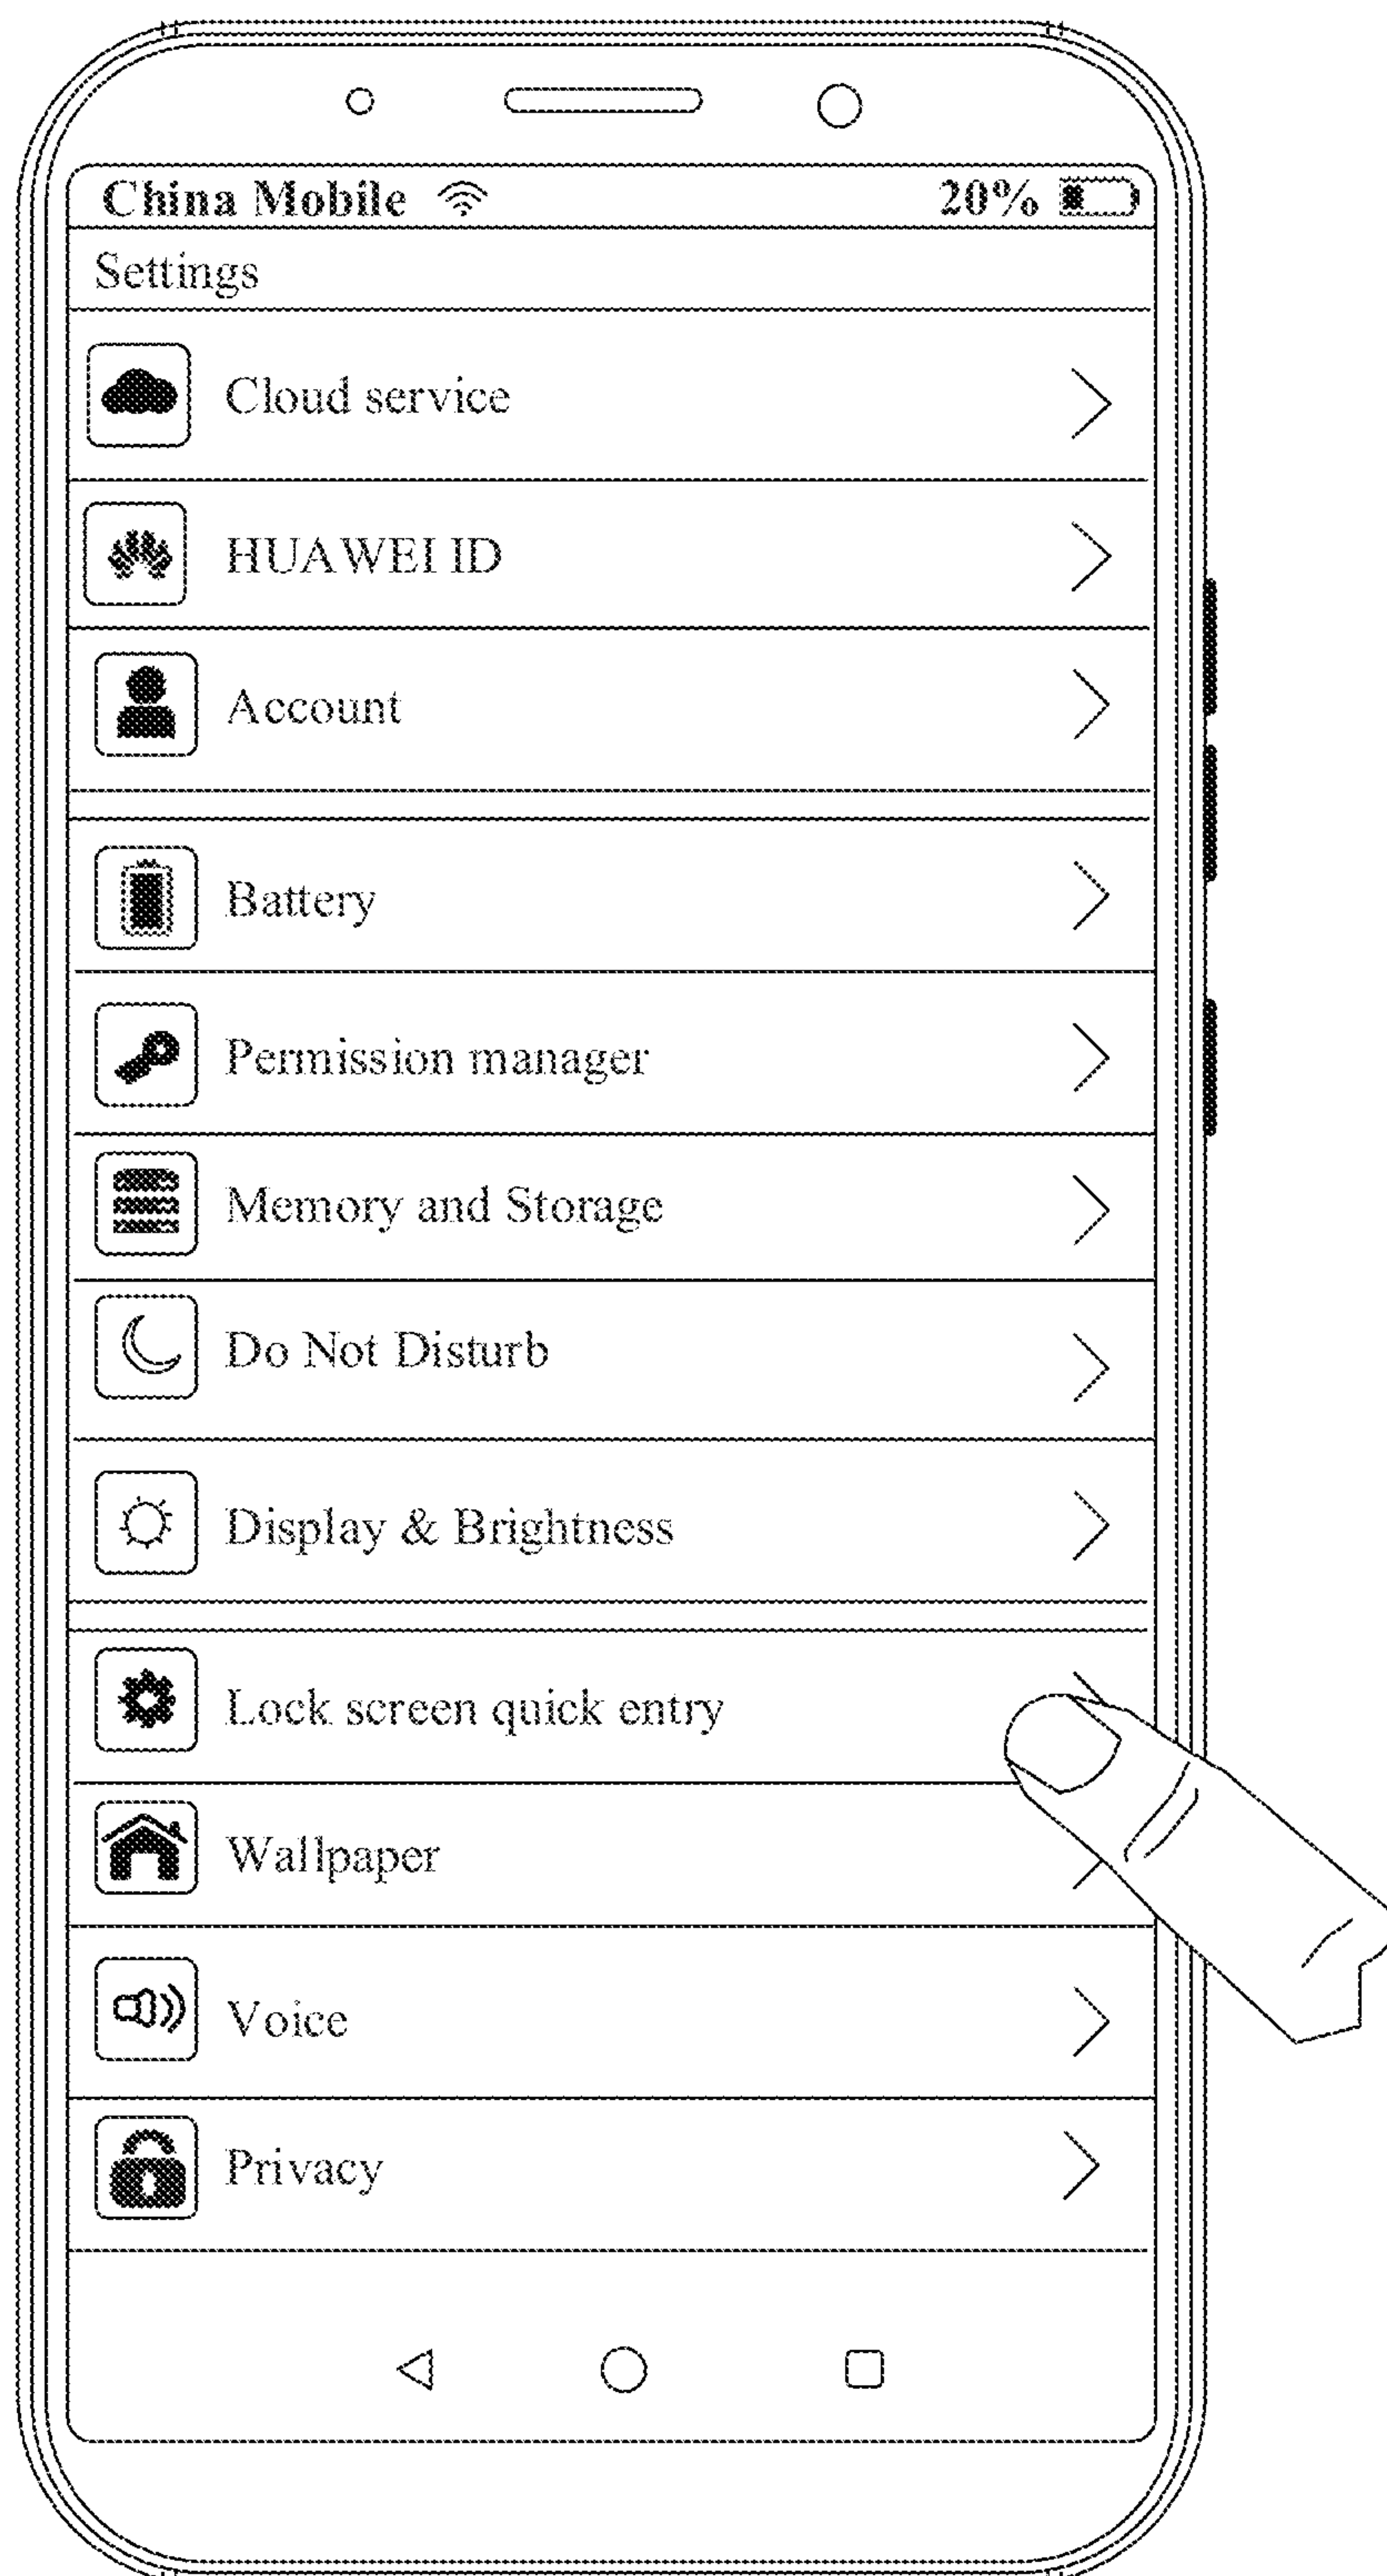 China Mobile 20%
Settings
Cloud service
HUAWEI ID
Account
Battery
Permission manager
Memory and Storage
Do Not Disturb
Display & Brightness
Lock screen quick entry
Wallpaper
Voice
Privacy